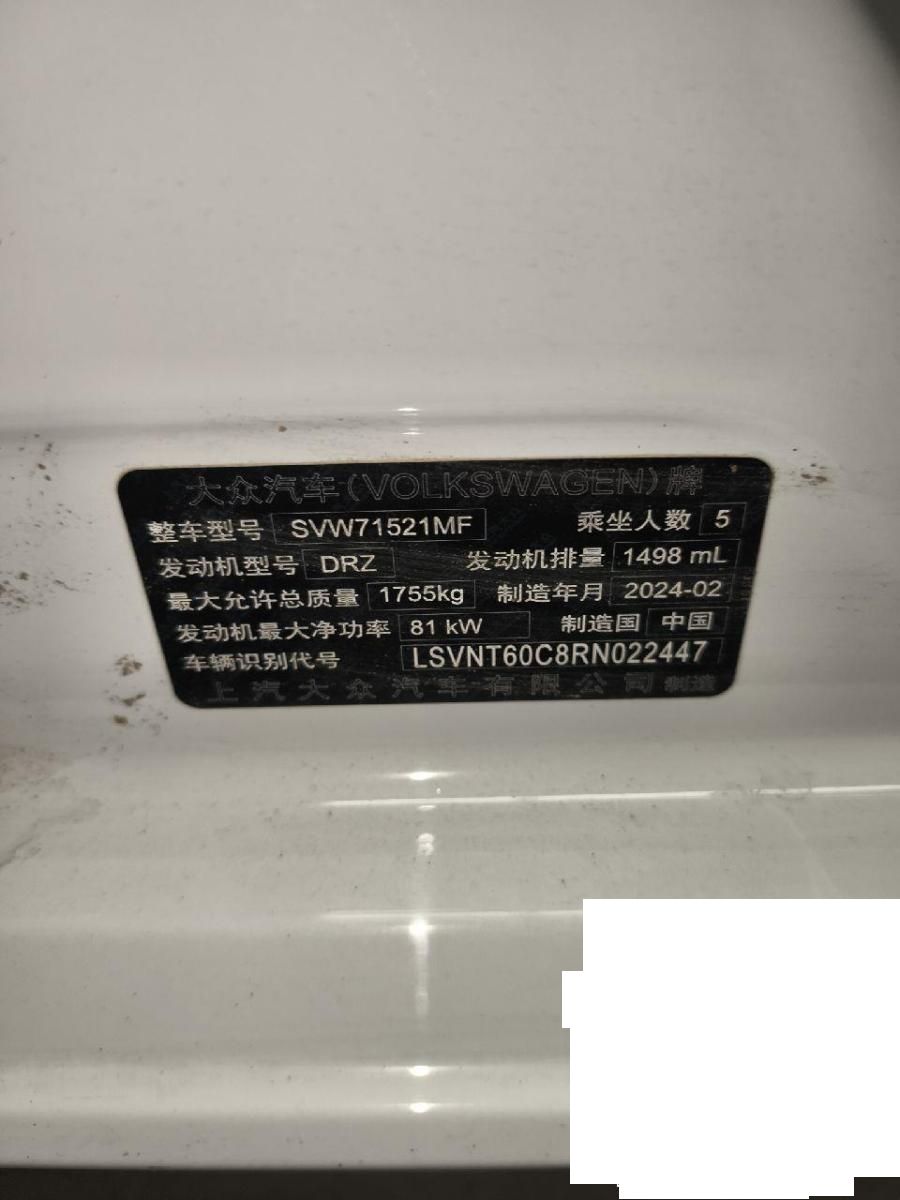 大众汽车(VOLKSWAGEN)牌
整车型号 SVW71521MF 乘坐人数 5
发动机型号 DRZ 发动机排量 1498 mL
最大允许总质量 1755kg 制造年月 2024-02
发动机最大净功率 81 kW 制造国 中国
车辆识别代号 LSVNT60C8RN022447
上汽大众汽车有限公司 制造